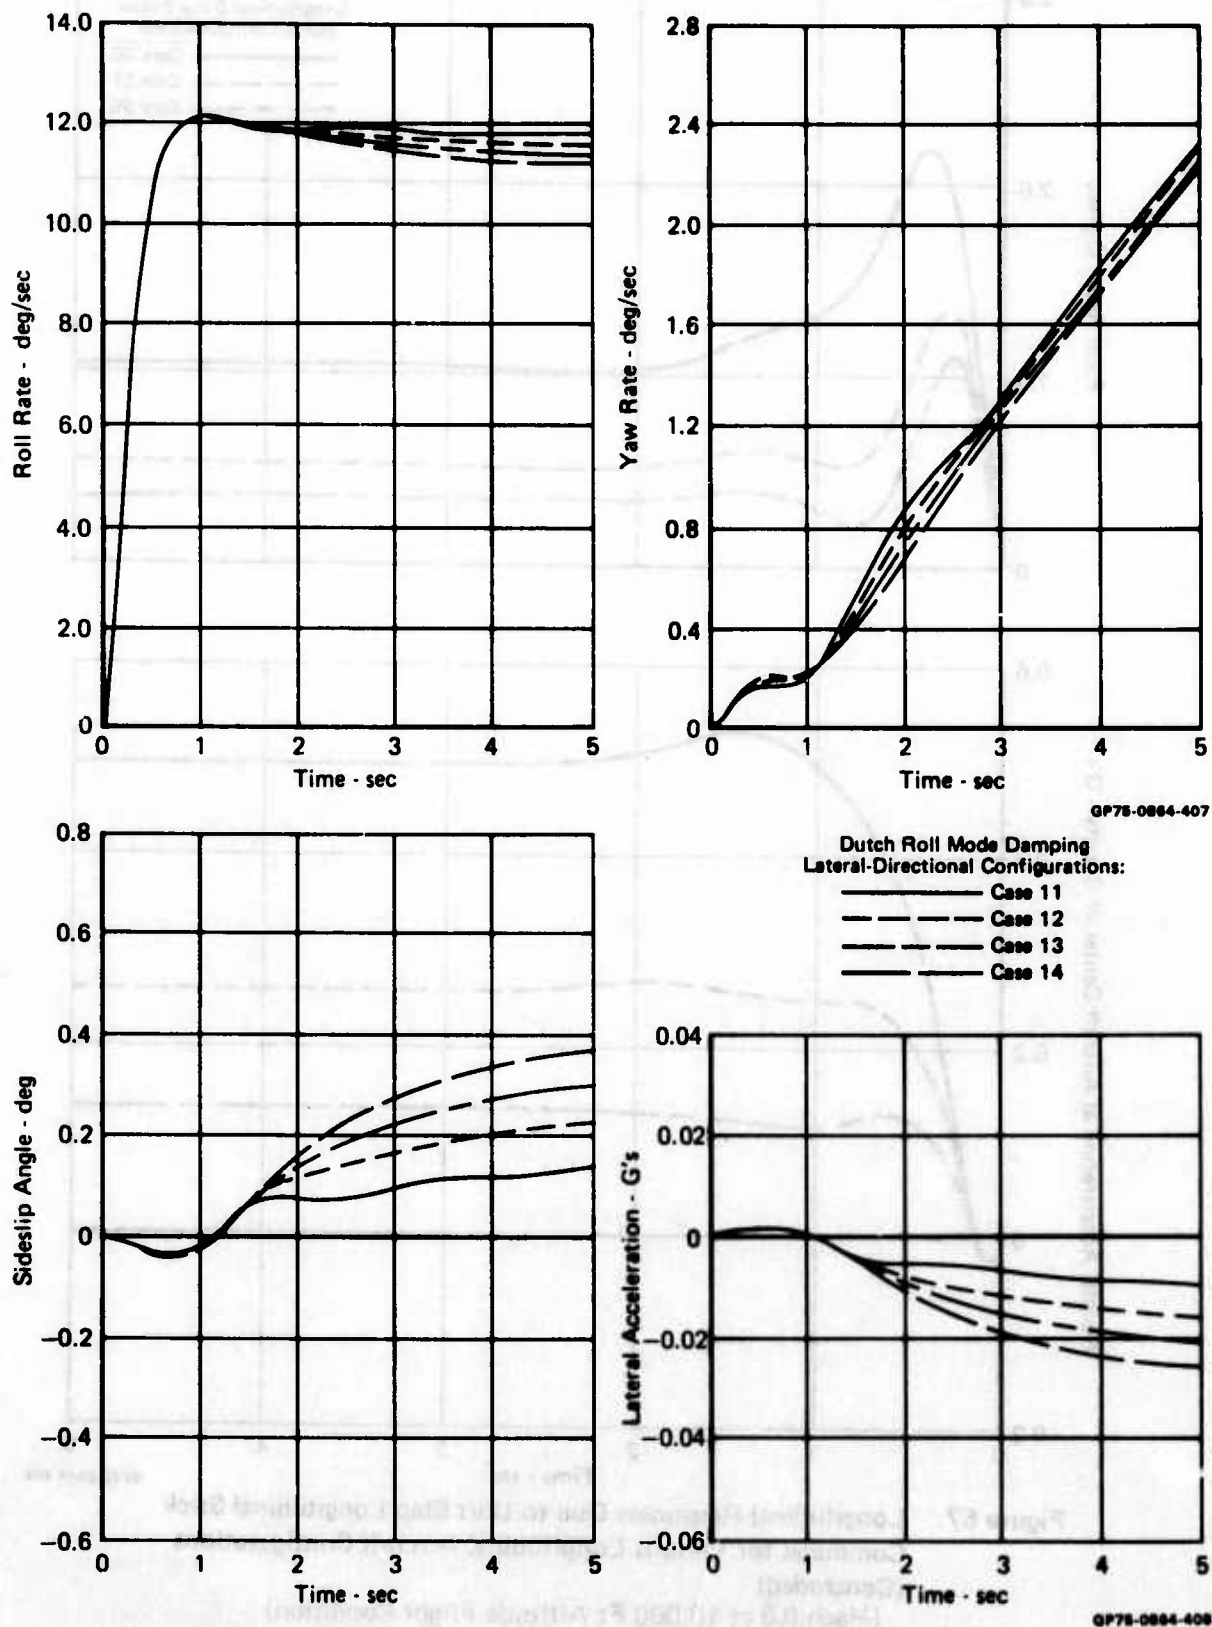 14.0
12.0
10.0
8.0
6.0
4.0
2.0
0
0 1 2 3 4 5
Roll Rate - deg/sec
Time - sec
2.8
2.4
2.0
1.6
1.2
0.8
0.4
0
0 1 2 3 4 5
Yaw Rate - deg/sec
Time - sec
GP75-0864-407
0.8
0.6
0.4
0.2
0
−0.2
−0.4
−0.6
0 1 2 3 4 5
Sideslip Angle - deg
Time - sec
Dutch Roll Mode Damping
Lateral-Directional Configurations:
Case 11
Case 12
Case 13
Case 14
0.04
0.02
0
−0.02
−0.04
−0.06
0 1 2 3 4 5
Lateral Acceleration - G's
Time - sec
GP75-0864-408